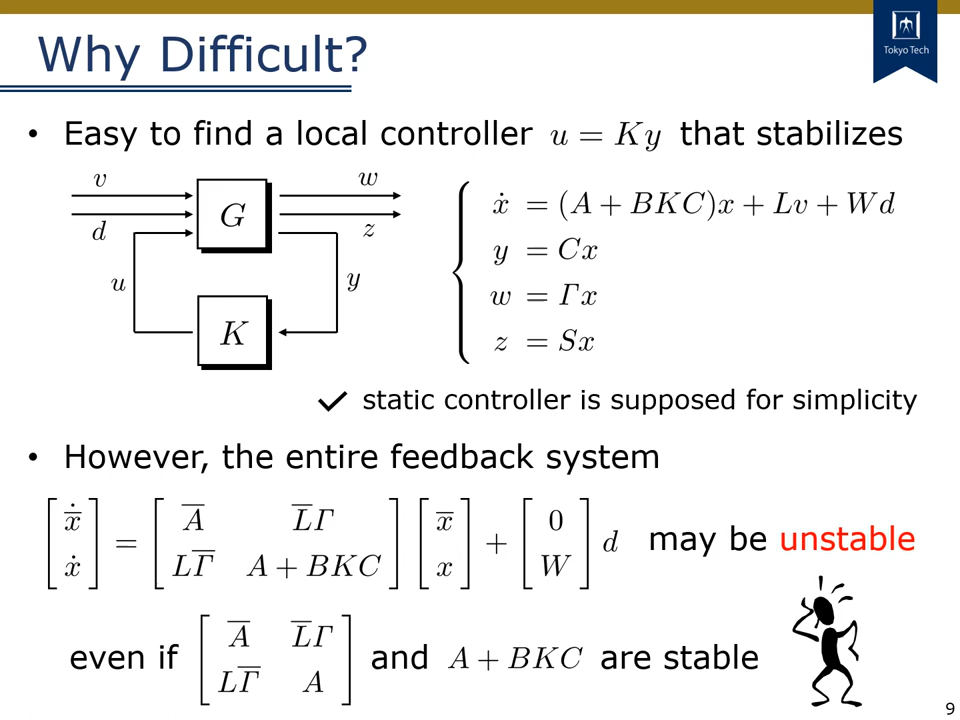 Why Difficult?
Tokyo Tech
• Easy to find a local controller u = Ky that stabilizes
v
w
G
d
z
u
y
K
ẋ = (A + BKC)x + Lv + Wd
y = Cx
w = Γx
z = Sx
✓ static controller is supposed for simplicity
• However, the entire feedback system
[ẋ̅ ; ẋ] = [A̅ L̅Γ ; LΓ̅ A + BKC] [x̅ ; x] + [0 ; W] d may be unstable
even if [A̅ L̅Γ ; LΓ̅ A] and A + BKC are stable
9